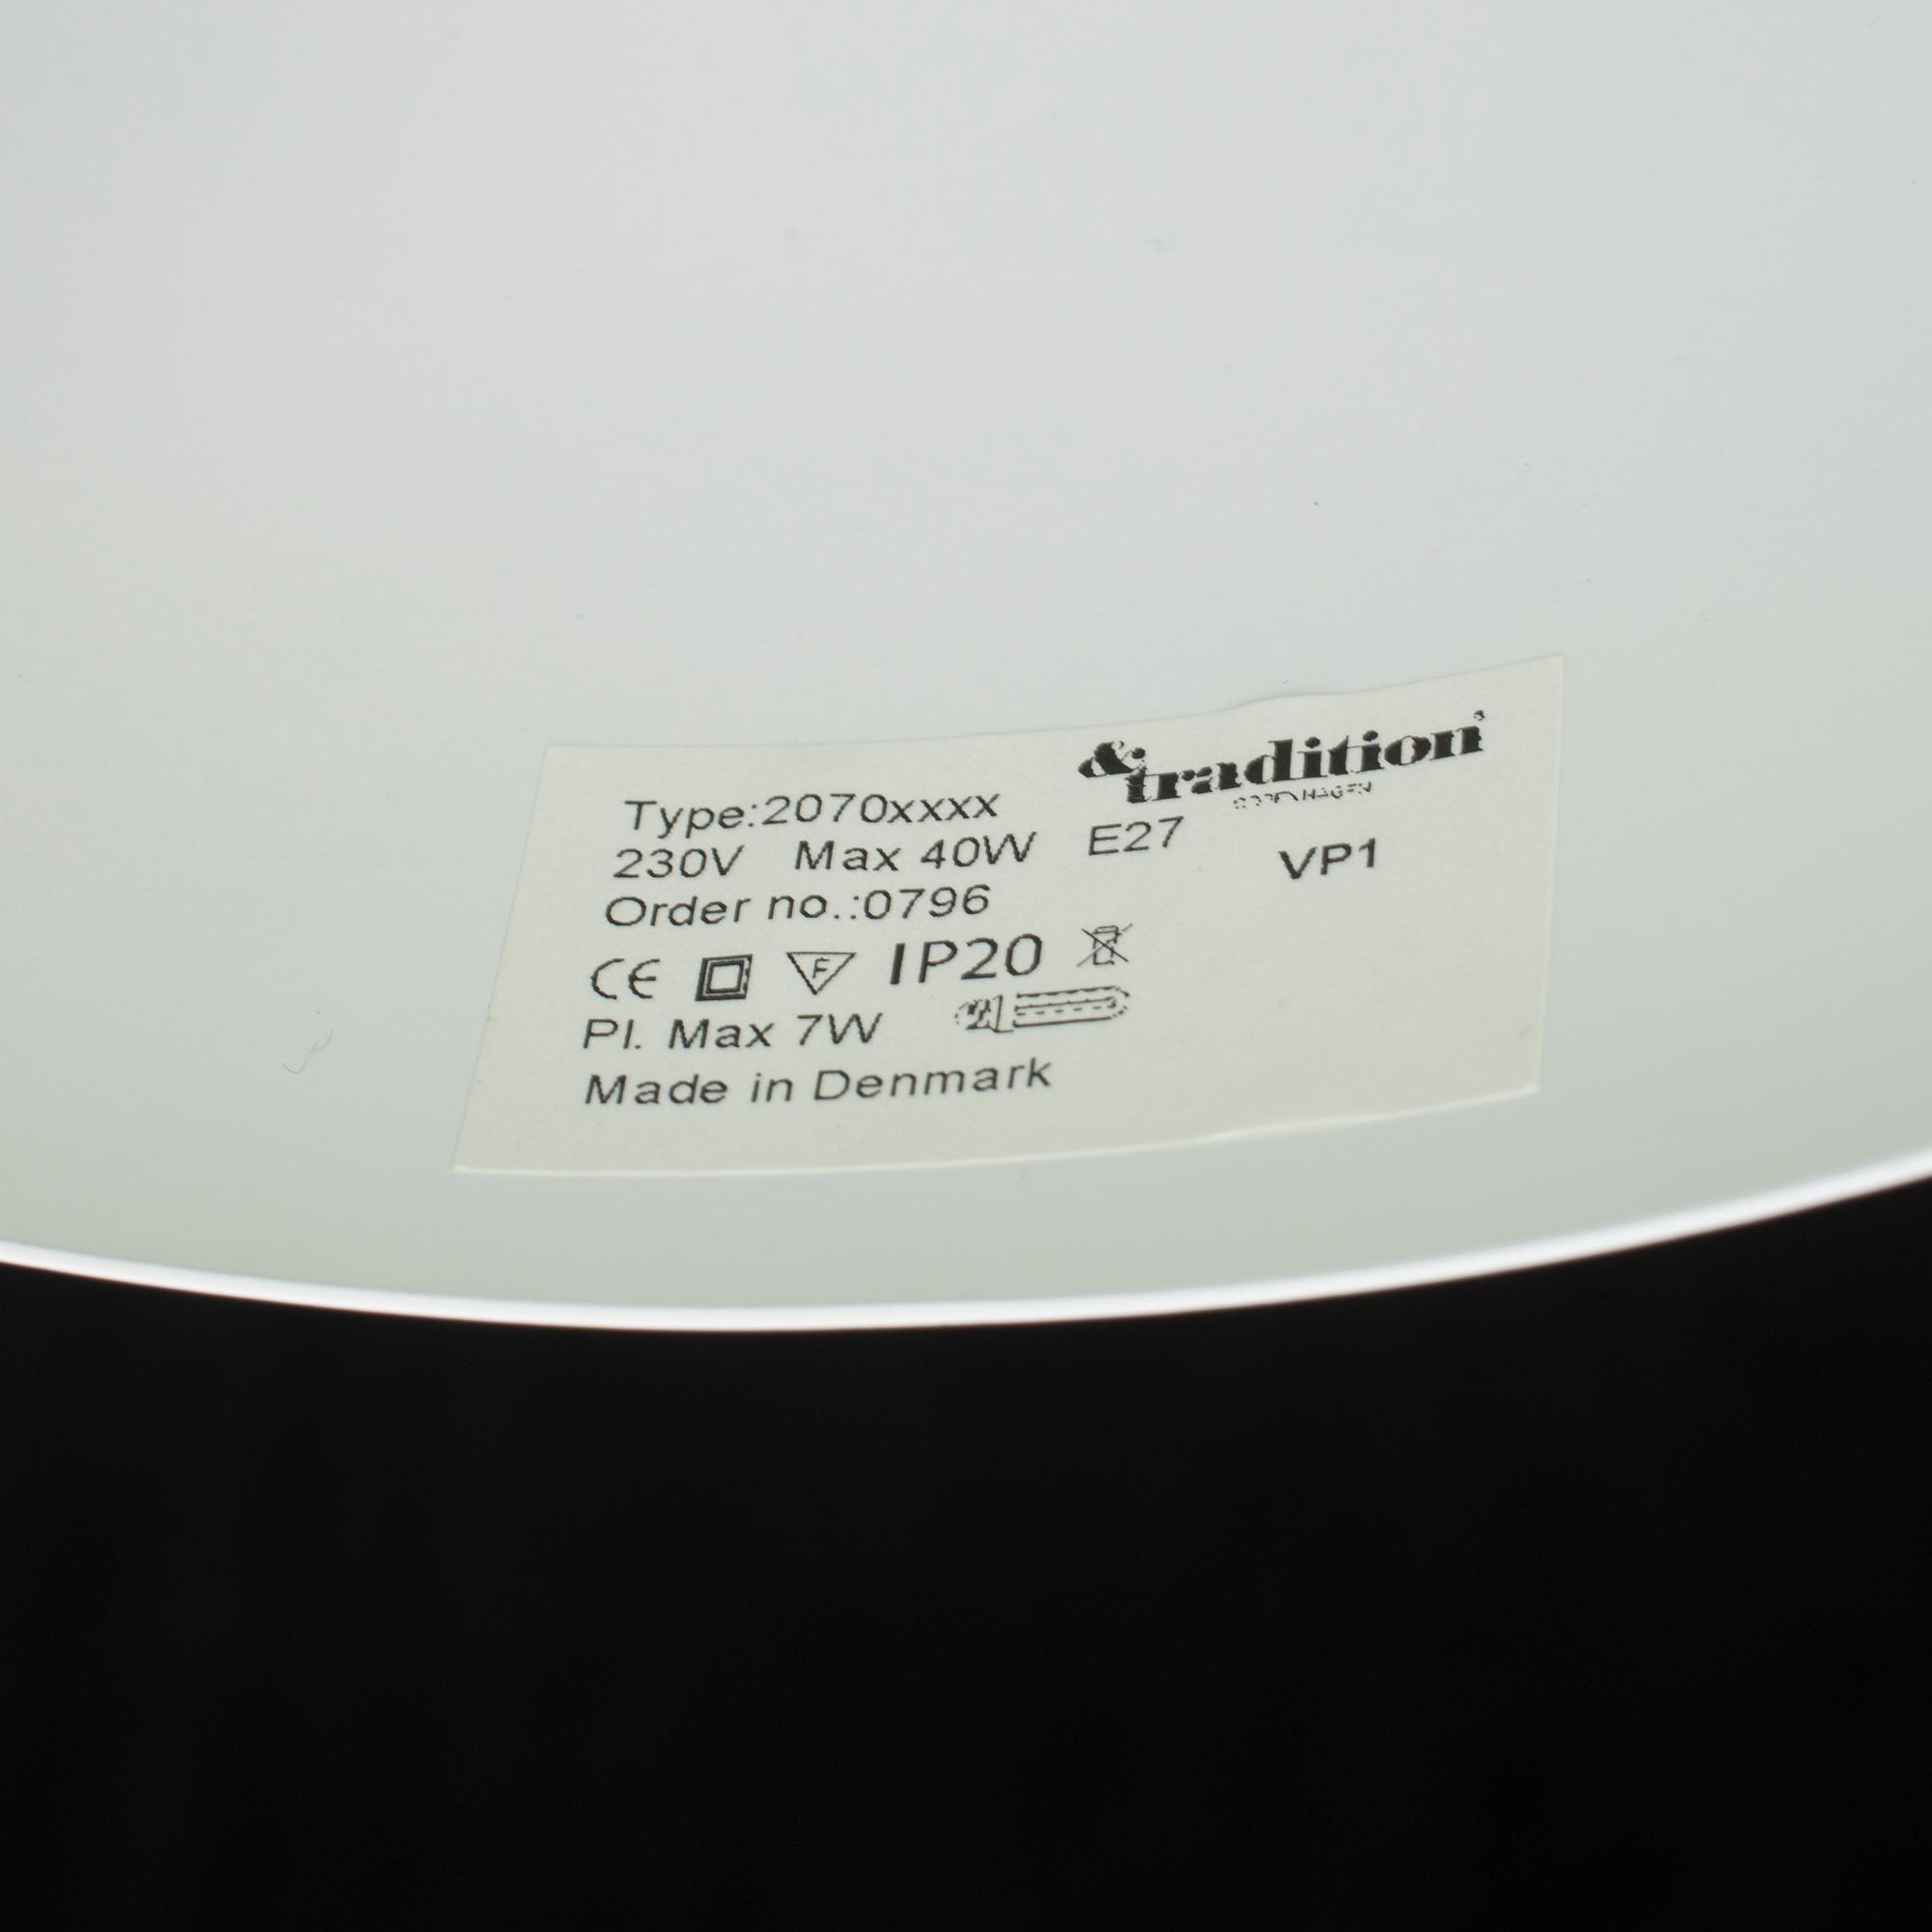 &tradition®
COPENHAGEN
Type:2070xxxx
230V Max 40W E27
VP1
Order no.:0796
CE F IP20
Pl. Max 7W
Made in Denmark